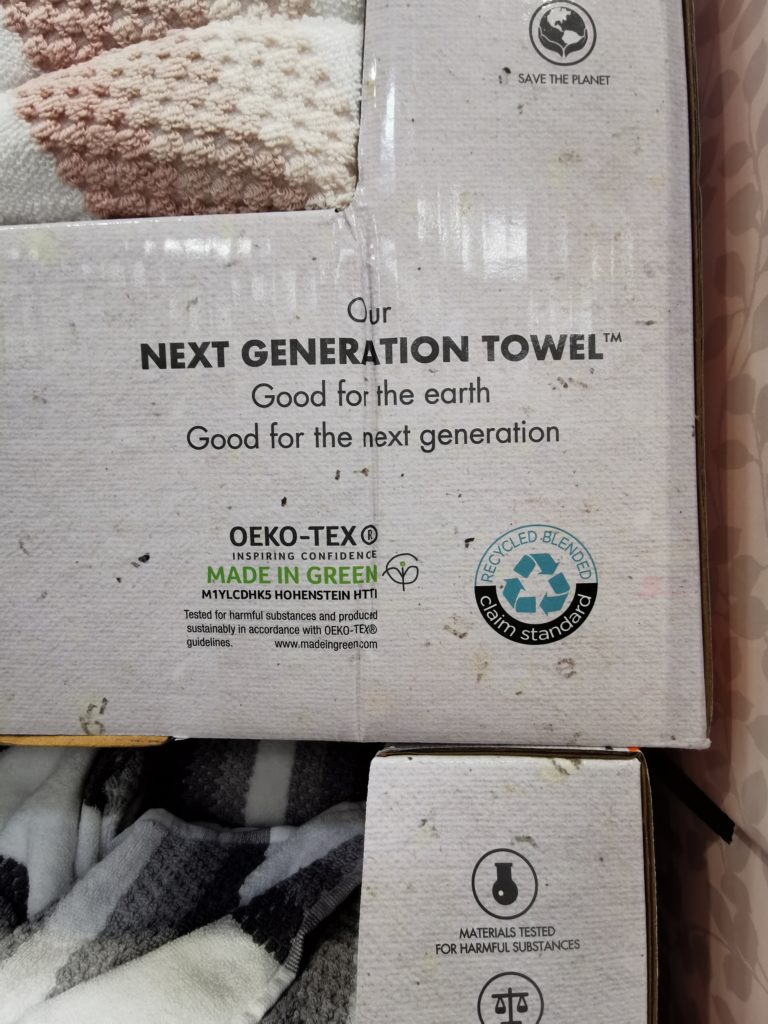 SAVE THE PLANET
Our
NEXT GENERATION TOWEL™
Good for the earth
Good for the next generation
OEKO-TEX ®
INSPIRING CONFIDENCE
MADE IN GREEN
M1YLCDHK5 HOHENSTEIN HTTI
Tested for harmful substances and produced
sustainably in accordance with OEKO-TEX®
guidelines. www.madeingreen.com
RECYCLED BLENDED
claim standard
MATERIALS TESTED
FOR HARMFUL SUBSTANCES